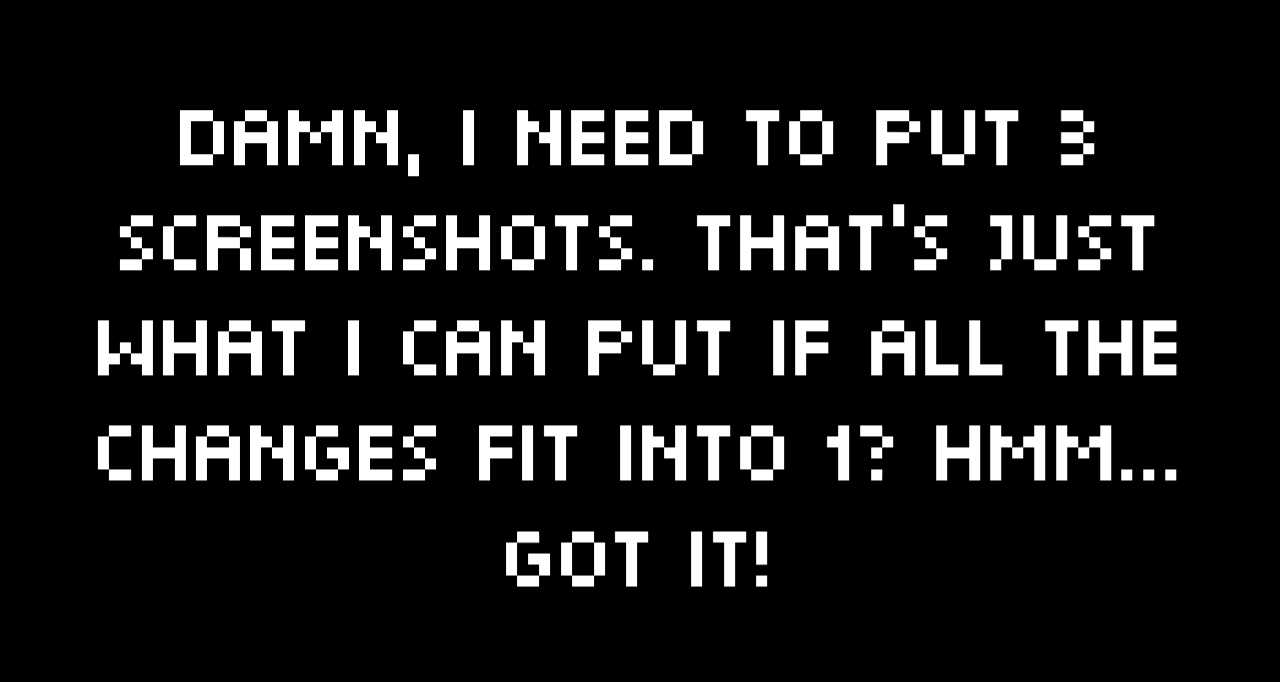 DAMN, I NEED TO PUT 3
SCREENSHOTS. THAT'S JUST
WHAT I CAN PUT IF ALL THE
CHANGES FIT INTO 1? HMM...
GOT IT!